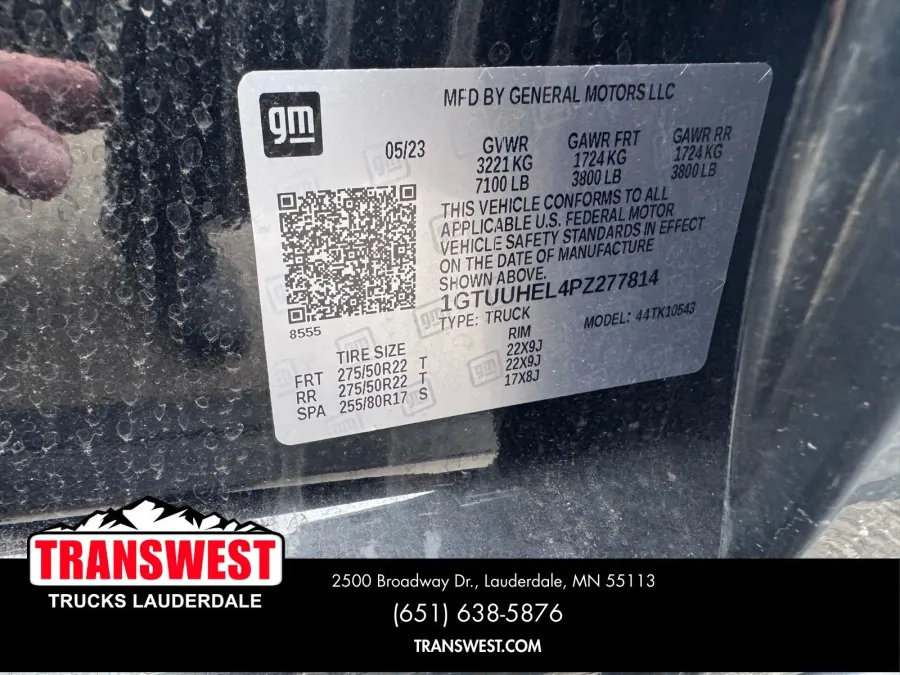 gm
MFD BY GENERAL MOTORS LLC
05/23 GVWR GAWR FRT GAWR RR
3221 KG 1724 KG 1724 KG
7100 LB 3800 LB 3800 LB
THIS VEHICLE CONFORMS TO ALL
APPLICABLE U.S. FEDERAL MOTOR
VEHICLE SAFETY STANDARDS IN EFFECT
ON THE DATE OF MANUFACTURE
SHOWN ABOVE.
1GTUUHEL4PZ277814
TYPE: TRUCK MODEL: 44TK10543
8555
TIRE SIZE RIM
FRT 275/50R22 T 22X9J
RR 275/50R22 T 22X9J
SPA 255/80R17 S 17X8J
TRANSWEST
TRUCKS LAUDERDALE
2500 Broadway Dr., Lauderdale, MN 55113
(651) 638-5876
TRANSWEST.COM